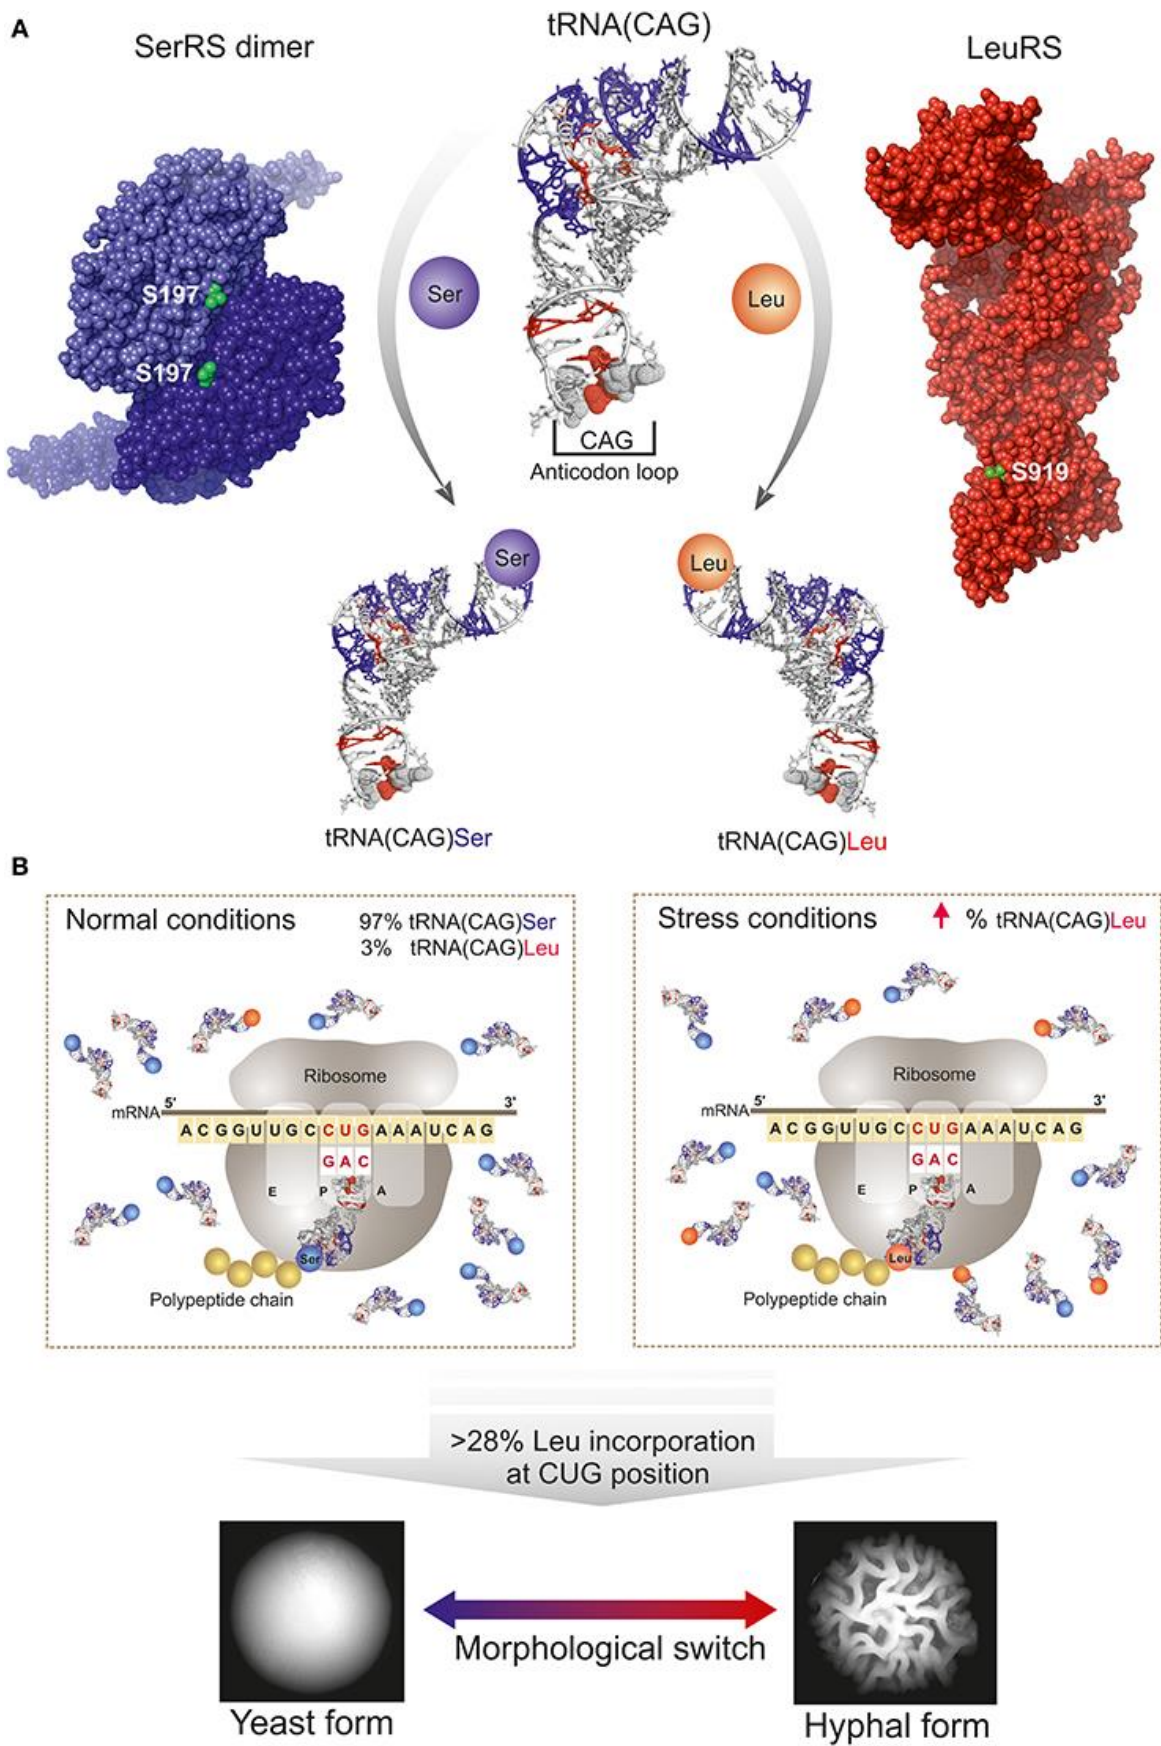 A
SerRS dimer
tRNA(CAG)
LeuRS
Ser
Leu
S197
S197
S919
CAG
Anticodon loop
Ser
Leu
tRNA(CAG)Ser
tRNA(CAG)Leu
B
Normal conditions
97% tRNA(CAG)Ser
3% tRNA(CAG)Leu
Ribosome
mRNA
5'
3'
A C G G U U G C C U G A A A U C A G
G A C
E
P
A
Ser
Polypeptide chain
Stress conditions
% tRNA(CAG)Leu
Ribosome
mRNA
5'
3'
A C G G U U G C C U G A A A U C A G
G A C
E
P
A
Leu
Polypeptide chain
>28% Leu incorporation
at CUG position
Morphological switch
Yeast form
Hyphal form